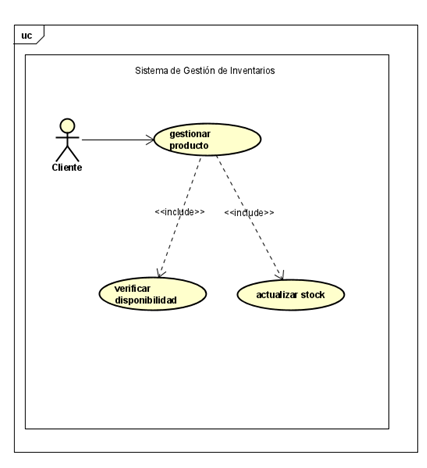 uc
Sistema de Gestión de Inventarios
gestionar
producto
Cliente
<<include>>
<<include>>
verificar
disponibilidad
actualizar stock